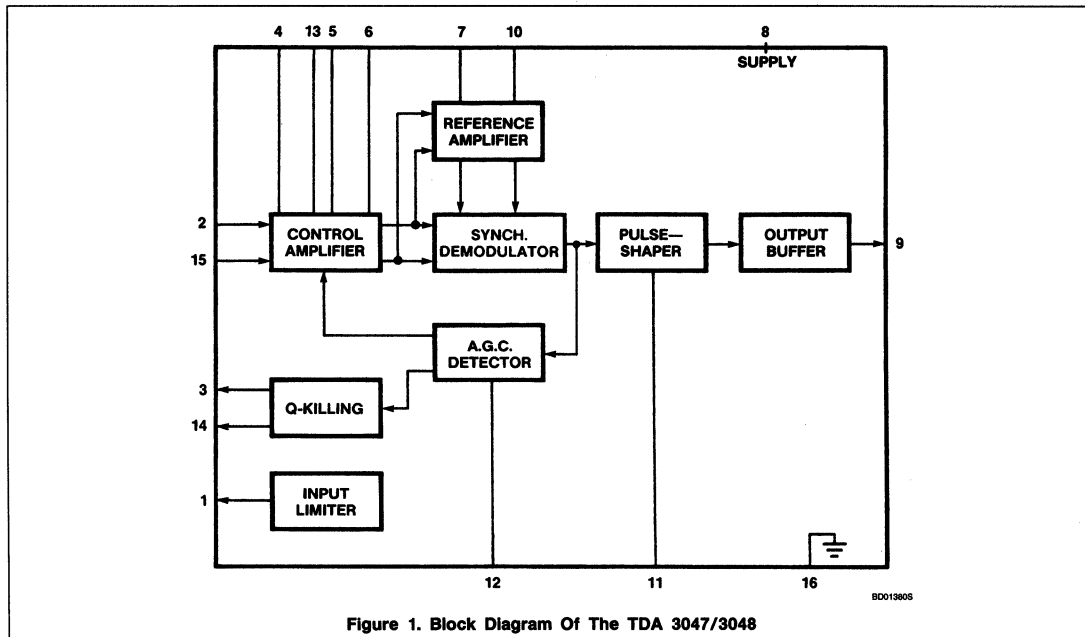 4 13 5 6 7 10 8
SUPPLY
REFERENCE
AMPLIFIER
2
15
CONTROL
AMPLIFIER
SYNCH.
DEMODULATOR
PULSE—
SHAPER
OUTPUT
BUFFER
9
A.G.C.
DETECTOR
3
14
Q-KILLING
1
INPUT
LIMITER
12 11 16
BD01380S
Figure 1. Block Diagram Of The TDA 3047/3048